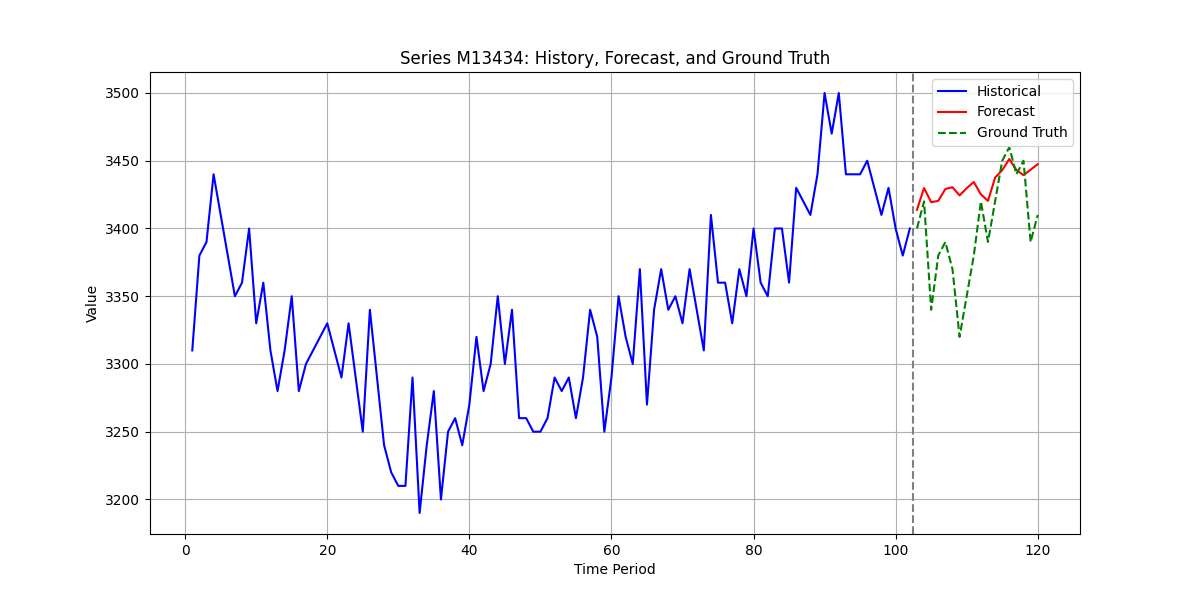 Series M13434: History, Forecast, and Ground Truth
Value
3500
3450
3400
3350
3300
3250
3200
Historical
Forecast
Ground Truth
0 20 40 60 80 100 120
Time Period